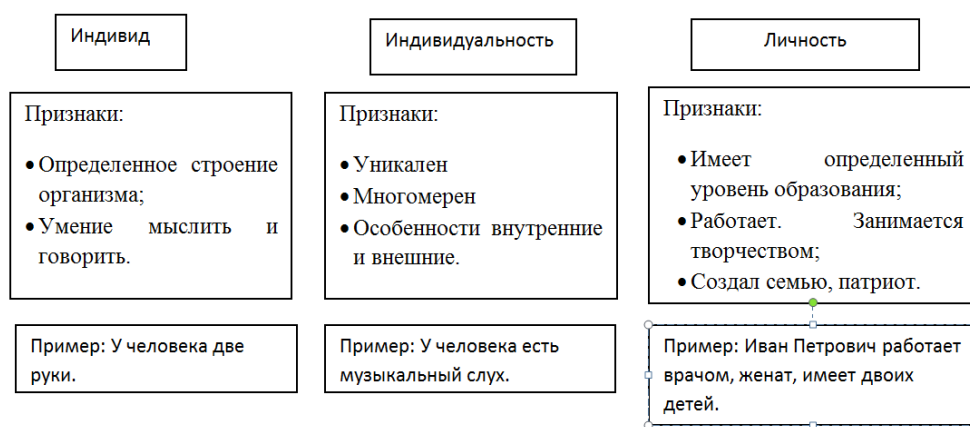 Индивид
Индивидуальность
Личность
Признаки:
• Определенное строение
организма;
• Умение мыслить и
говорить.
Признаки:
• Уникален
• Многомерен
• Особенности внутренние
и внешние.
Признаки:
• Имеет определенный
уровень образования;
• Работает. Занимается
творчеством;
• Создал семью, патриот.
Пример: У человека две
руки.
Пример: У человека есть
музыкальный слух.
Пример: Иван Петрович работает
врачом, женат, имеет двоих
детей.